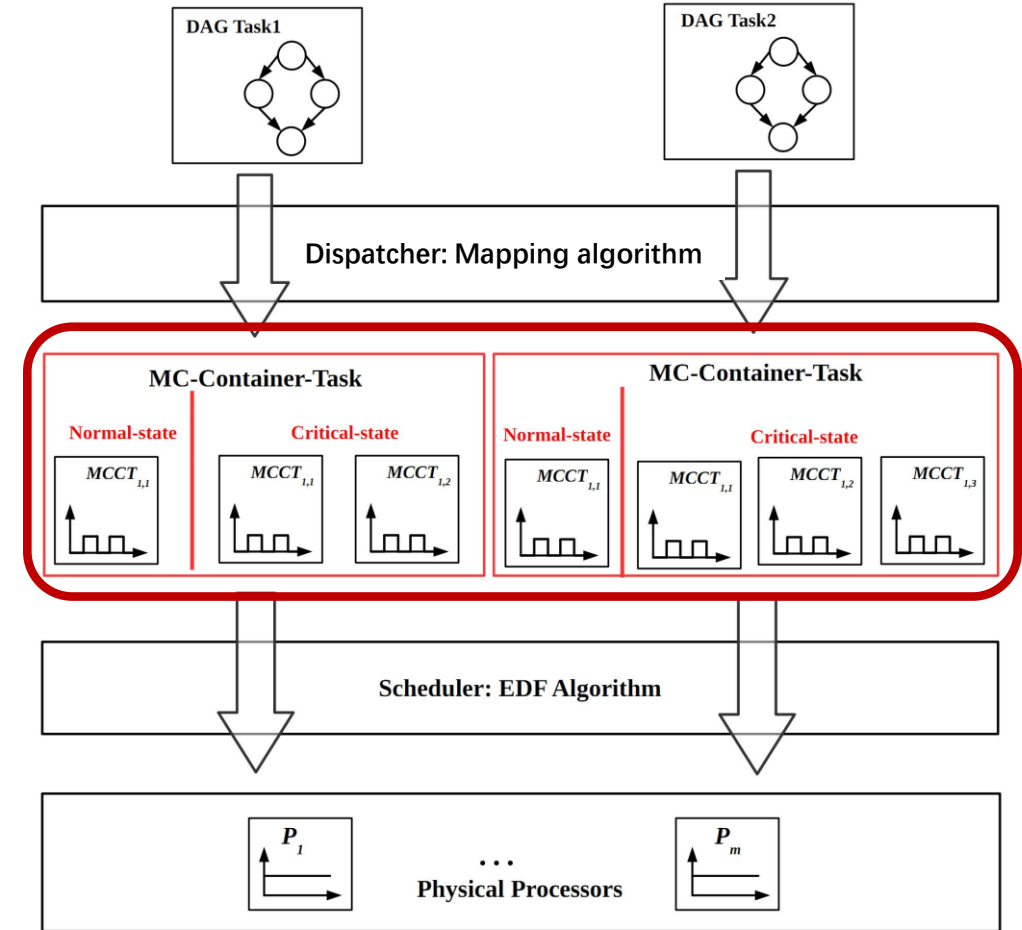 DAG Task1
DAG Task2
Dispatcher: Mapping algorithm
MC-Container-Task
Normal-state
Critical-state
MCCT1,1
MCCT1,1
MCCT1,2
MC-Container-Task
Normal-state
Critical-state
MCCT1,1
MCCT1,1
MCCT1,2
MCCT1,3
Scheduler: EDF Algorithm
P1
...
Pm
Physical Processors